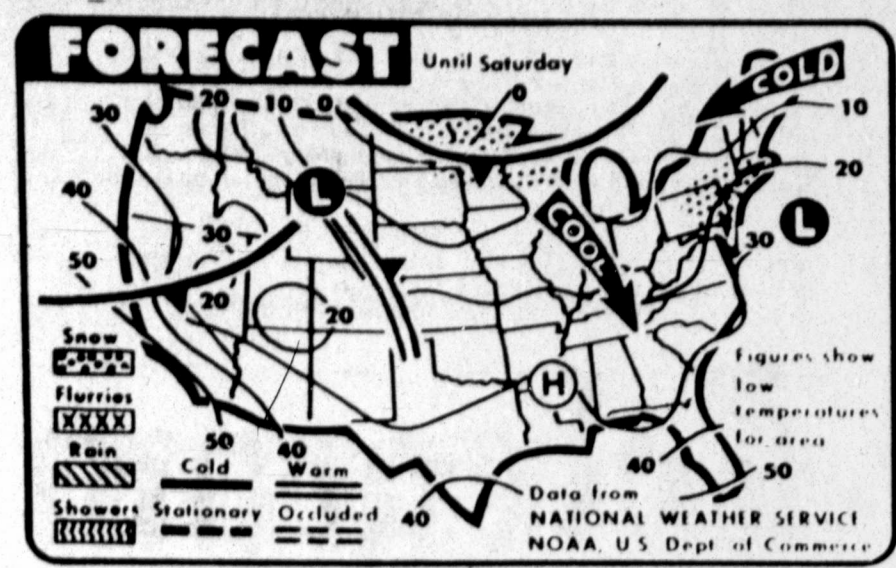 FORECAST
Until Saturday
COLD
30
20
10
0
0
10
40
20
L
L
COOL
30
30
50
20
20
Snow
H
Figures show
low
temperatures
for area
Flurries
XXXX
Rain
50
40
40
50
Cold
Warm
Showers
Stationary
Occluded
40
Data from
NATIONAL WEATHER SERVICE
NOAA, U S Dept of Commerce